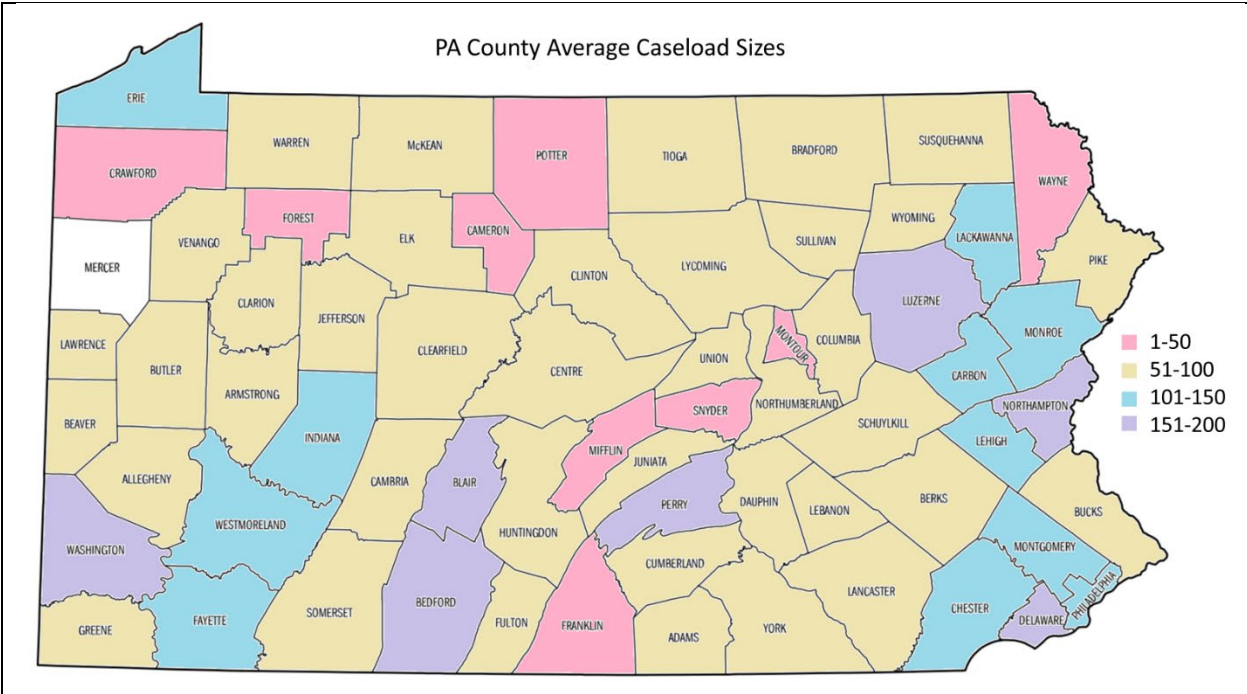 PA County Average Caseload Sizes
ERIE
CRAWFORD
WARREN
McKEAN
POTTER
TIOGA
BRADFORD
SUSQUEHANNA
WAYNE
MERCER
VENANGO
FOREST
ELK
CAMERON
CLINTON
LYCOMING
SULLIVAN
WYOMING
LACKAWANNA
PIKE
CLARION
JEFFERSON
CLEARFIELD
CENTRE
UNION
MONTOUR
COLUMBIA
LUZERNE
MONROE
CARBON
LAWRENCE
BUTLER
ARMSTRONG
BEAVER
INDIANA
SNYDER
NORTHUMBERLAND
SCHUYLKILL
NORTHAMPTON
LEHIGH
ALLEGHENY
CAMBRIA
BLAIR
MIFFLIN
JUNIATA
PERRY
DAUPHIN
LEBANON
BERKS
BUCKS
WASHINGTON
WESTMORELAND
HUNTINGDON
CUMBERLAND
LANCASTER
MONTGOMERY
PHILADELPHIA
GREENE
FAYETTE
SOMERSET
BEDFORD
FULTON
FRANKLIN
ADAMS
YORK
CHESTER
DELAWARE
1-50
51-100
101-150
151-200